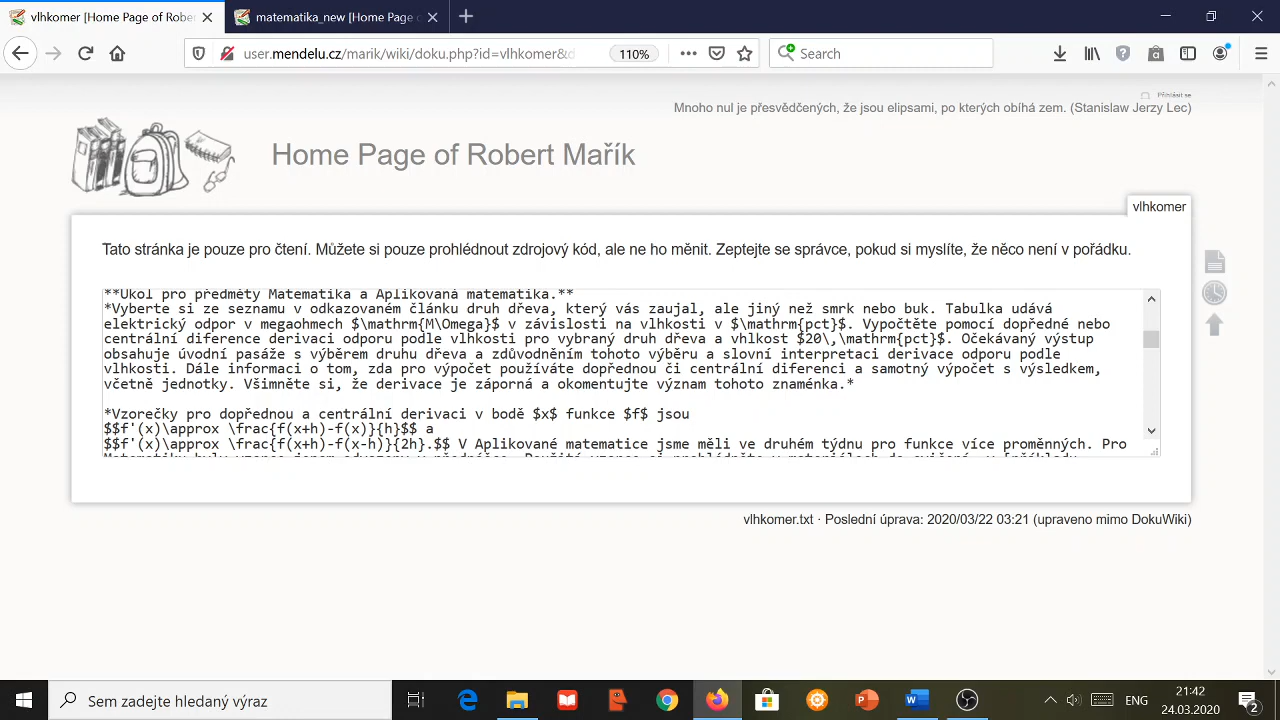 vlhkomer [Home Page of Rober
matematika_new [Home Page o
user.mendelu.cz/marik/wiki/doku.php?id=vlhkomer&d
110%
Search
Přihlásit se
Mnoho nul je přesvědčených, že jsou elipsami, po kterých obíhá zem. (Stanislaw Jerzy Lec)
Home Page of Robert Mařík
vlhkomer
Tato stránka je pouze pro čtení. Můžete si pouze prohlédnout zdrojový kód, ale ne ho měnit. Zeptejte se správce, pokud si myslíte, že něco není v pořádku.
**Úkol pro předměty Matematika a Aplikovaná matematika.**
*Vyberte si ze seznamu v odkazovaném článku druh dřeva, který vás zaujal, ale jiný než smrk nebo buk. Tabulka udává
elektrický odpor v megaohmech $\mathrm{M\Omega}$ v závislosti na vlhkosti v $\mathrm{pct}$. Vypočtěte pomocí dopředné nebo
centrální diference derivaci odporu podle vlhkosti pro vybraný druh dřeva a vhlkost $20\,\mathrm{pct}$. Očekávaný výstup
obsahuje úvodní pasáže s výběrem druhu dřeva a zdůvodněním tohoto výběru a slovní interpretaci derivace odporu podle
vlhkosti. Dále informaci o tom, zda pro výpočet používáte dopřednou či centrální diferenci a samotný výpočet s výsledkem,
včetně jednotky. Všimněte si, že derivace je záporná a okomentujte význam tohoto znaménka.*
*Vzorečky pro dopřednou a centrální derivaci v bodě $x$ funkce $f$ jsou
$$f'(x)\approx \frac{f(x+h)-f(x)}{h}$$ a
$$f'(x)\approx \frac{f(x+h)-f(x-h)}{2h}.$$ V Aplikované matematice jsme měli ve druhém týdnu pro funkce více proměnných. Pro
vlhkomer.txt · Poslední úprava: 2020/03/22 03:21 (upraveno mimo DokuWiki)
Sem zadejte hledaný výraz
ENG
21:42
24.03.2020
2